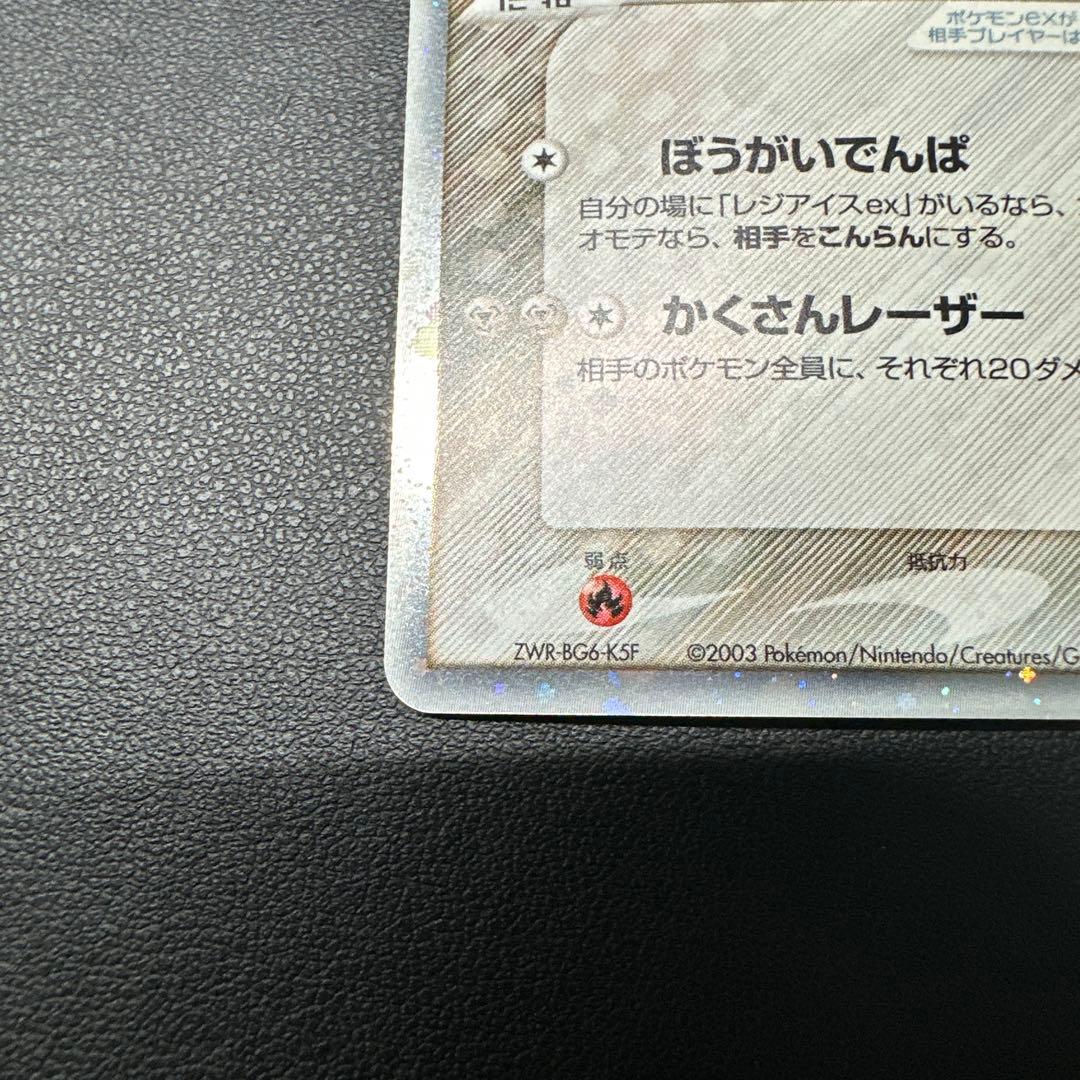 ポケモンexが
相手プレイヤーは
ぼうがいでんぱ
自分の場に「レジアイスex」がいるなら、
オモテなら、相手をこんらんにする。
かくさんレーザー
相手のポケモン全員に、それぞれ20ダメ
弱点
抵抗力
ZWR-BG6-K5F
©2003 Pokémon/Nintendo/Creatures/G